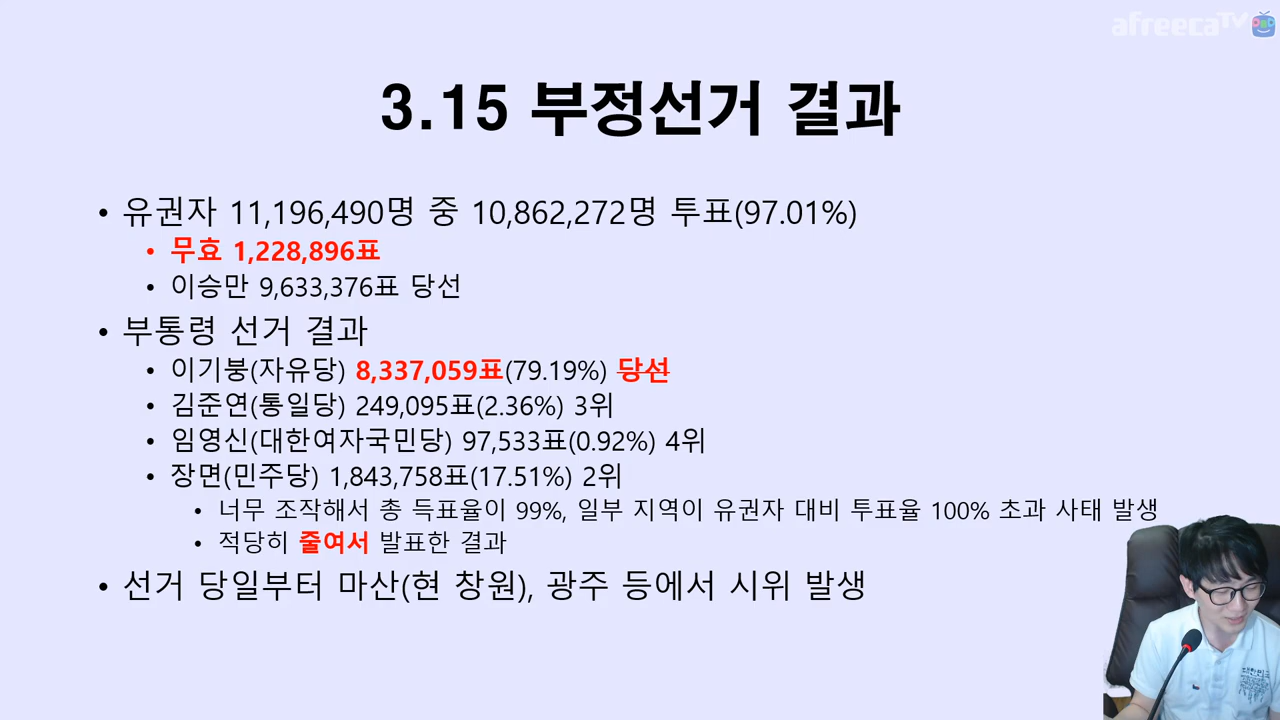 afreecaTV
3.15 부정선거 결과
• 유권자 11,196,490명 중 10,862,272명 투표(97.01%)
• 무효 1,228,896표
• 이승만 9,633,376표 당선
• 부통령 선거 결과
• 이기붕(자유당) 8,337,059표(79.19%) 당선
• 김준연(통일당) 249,095표(2.36%) 3위
• 임영신(대한여자국민당) 97,533표(0.92%) 4위
• 장면(민주당) 1,843,758표(17.51%) 2위
• 너무 조작해서 총 득표율이 99%, 일부 지역이 유권자 대비 투표율 100% 초과 사태 발생
• 적당히 줄여서 발표한 결과
• 선거 당일부터 마산(현 창원), 광주 등에서 시위 발생